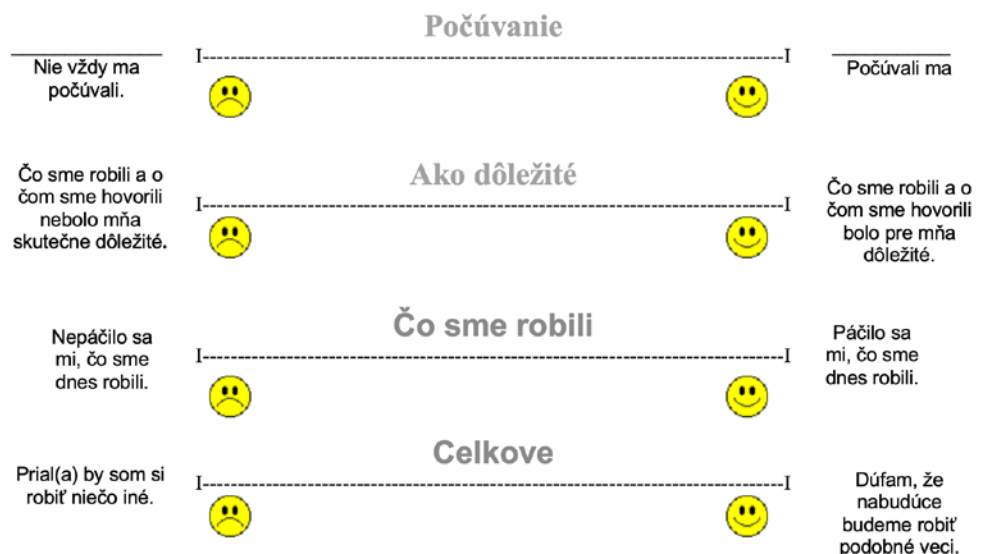 Počúvanie
_______________
I---------------------------------------------------------------------------------I
____________
Nie vždy ma
počúvali.
Počúvali ma
Ako dôležité
Čo sme robili a o
čom sme hovorili
nebolo mňa
skutečne dôležité.
I---------------------------------------------------------------------------------I
Čo sme robili a o
čom sme hovorili
bolo pre mňa
dôležité.
Čo sme robili
Nepáčilo sa
mi, čo sme
dnes robili.
I---------------------------------------------------------------------------------I
Páčilo sa
mi, čo sme
dnes robili.
Celkove
Prial(a) by som si
robiť niečo iné.
I---------------------------------------------------------------------------------I
Dúfam, že
nabudúce
budeme robiť
podobné veci.